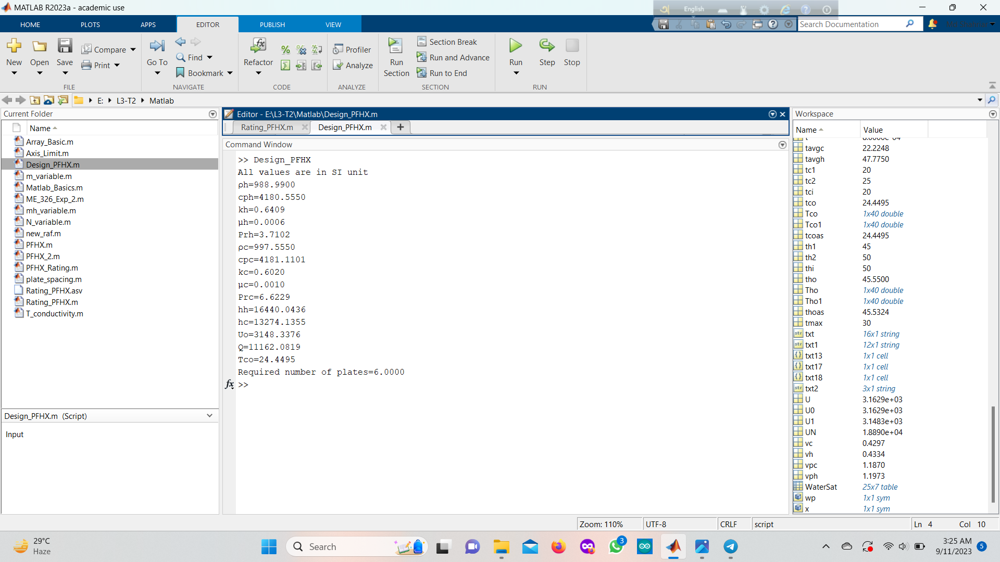 MATLAB R2023a - academic use
English
HOME
PLOTS
APPS
EDITOR
PUBLISH
VIEW
Search Documentation
New
Open
Save
Compare
Print
FILE
Go To
Find
Bookmark
NAVIGATE
Refactor
CODE
Profiler
Analyze
ANALYZE
Run
Section
Section Break
Run and Advance
Run to End
SECTION
Run
Step
Stop
RUN
E: L3-T2 Matlab
Current Folder
Name
Array_Basic.m
Axis_Limit.m
Design_PFHX.m
m_variable.m
Matlab_Basics.m
ME_326_Exp_2.m
mh_variable.m
N_variable.m
new_raf.m
PFHX.m
PFHX_2.m
PFHX_Rating.m
plate_spacing.m
Rating_PFHX.asv
Rating_PFHX.m
T_conductivity.m
Design_PFHX.m (Script)
Input
Editor - E:\L3-T2\Matlab\Design_PFHX.m
Rating_PFHX.m
Design_PFHX.m
Command Window
>> Design_PFHX
All values are in SI unit
ρh=988.9900
cph=4180.5550
kh=0.6409
μh=0.0006
Prh=3.7102
ρc=997.5550
cpc=4181.1101
kc=0.6020
μc=0.0010
Prc=6.6229
hh=16440.0436
hc=13274.1355
Uo=3148.3376
Q=11162.0819
Tco=24.4495
Required number of plates=6.0000
fx >>
Workspace
Name Value
tavgc 22.2248
tavgh 47.7750
tc1 20
tc2 25
tci 20
tco 24.4495
Tco 1x40 double
Tco1 1x40 double
tcoas 24.4495
th1 45
th2 50
thi 50
tho 45.5500
Tho 1x40 double
Tho1 1x40 double
thoas 45.5324
tmax 30
txt 16x1 string
txt1 12x1 string
txt13 1x1 cell
txt17 1x1 cell
txt18 1x1 cell
txt2 3x1 string
U 3.1629e+03
U0 3.1629e+03
U1 3.1483e+03
UN 1.8890e+04
vc 0.4297
vh 0.4334
vpc 1.1870
vph 1.1973
WaterSat 25x7 table
wp 1x1 sym
x 1x1 sym
Zoom: 110%
UTF-8
CRLF
script
Ln 4 Col 10
29°C
Haze
Search
3
3:25 AM
9/11/2023
5